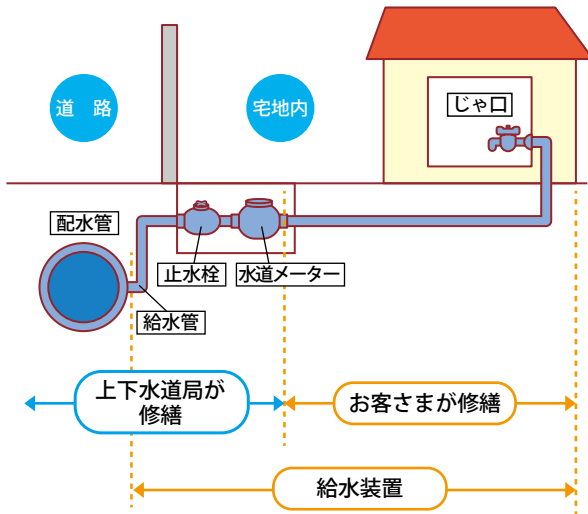 道 路
宅地内
じゃ口
配水管
止水栓
水道メーター
給水管
上下水道局が
修繕
お客さまが修繕
給水装置